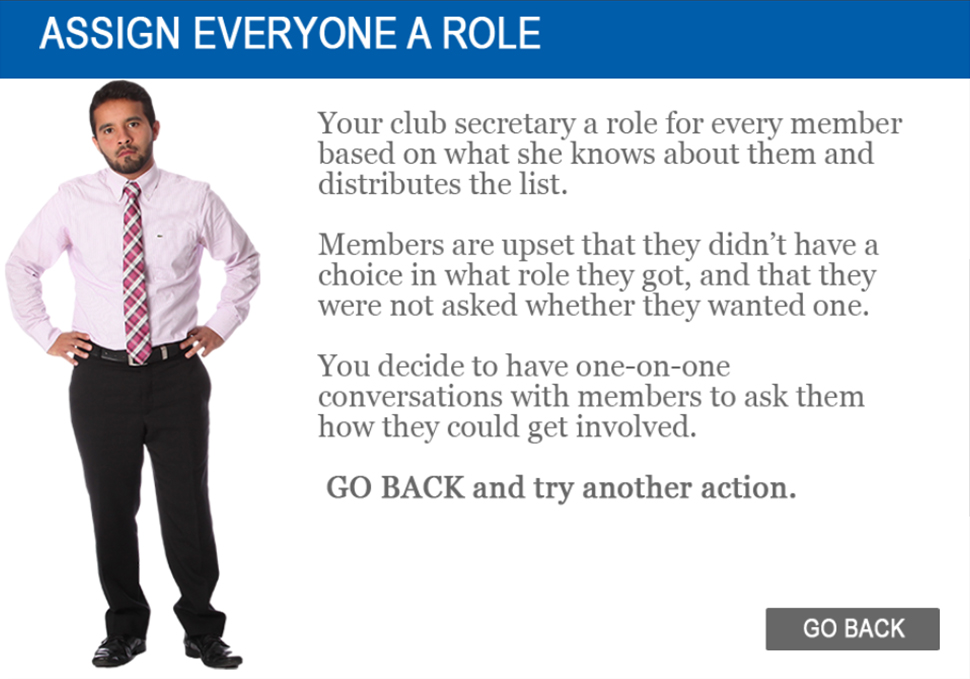 ASSIGN EVERYONE A ROLE
Your club secretary a role for every member
based on what she knows about them and
distributes the list.
Members are upset that they didn’t have a
choice in what role they got, and that they
were not asked whether they wanted one.
You decide to have one-on-one
conversations with members to ask them
how they could get involved.
GO BACK and try another action.
GO BACK